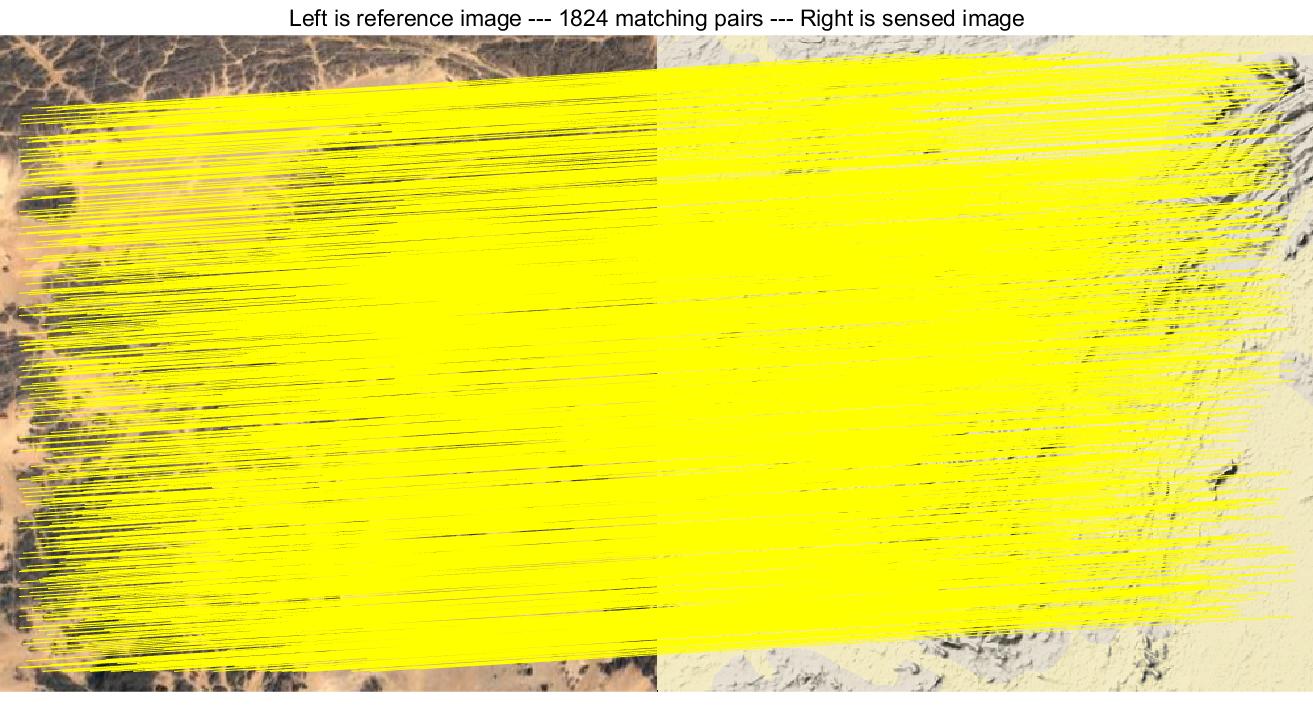 Left is reference image --- 1824 matching pairs --- Right is sensed image